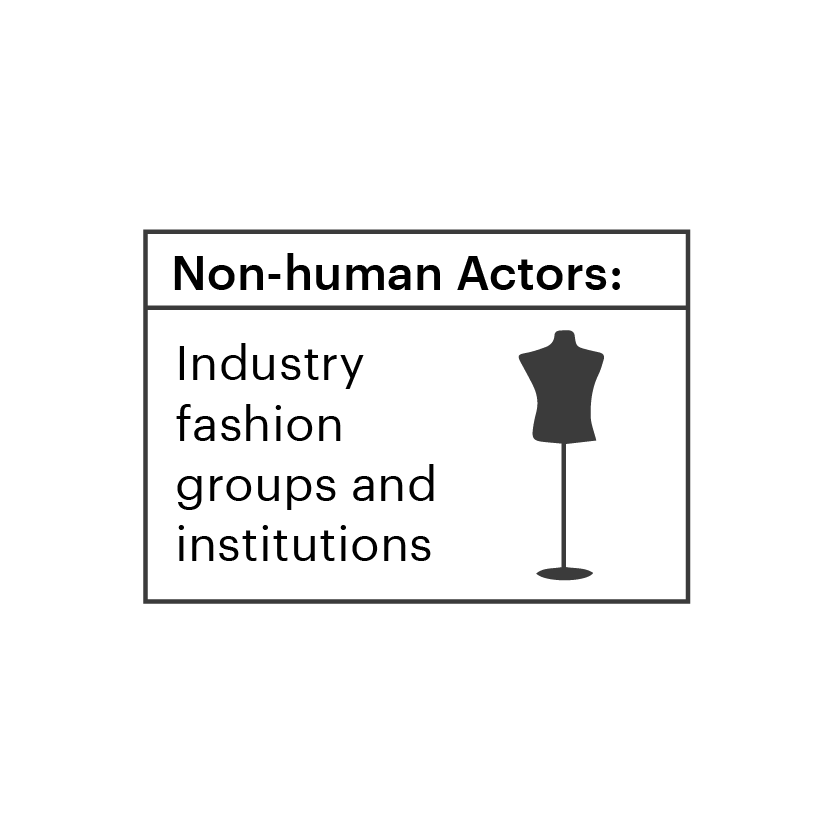 Non-human Actors:
Industry
fashion
groups and
institutions